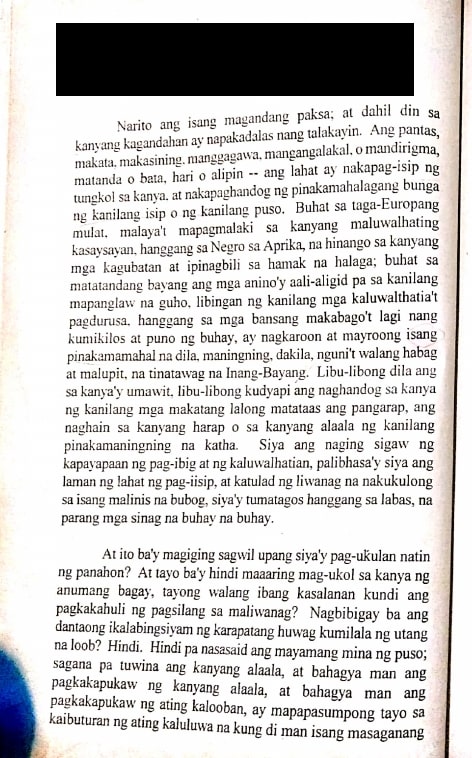 Narito ang isang magandang paksa; at dahil din sa
kanyang kagandahan ay napakadalas nang talakayin. Ang pantas,
makata, makasining, manggagawa, mangangalakal, o mandirigma,
matanda o bata, hari o alipin -- ang lahat ay nakapag-isip ng
tungkol sa kanya, at nakapaghandog ng pinakamahalagang bunga
ng kanilang isip o ng kanilang puso. Buhat sa taga-Europang
mulat, malaya't mapagmalaki sa kanyang maluwalhating
kasaysayan, hanggang sa Negro sa Aprika, na hinango sa kanyang
mga kagubatan at ipinagbili sa hamak na halaga; buhat sa
matatandang bayang ang mga anino'y aali-aligid pa sa kanilang
mapanglaw na guho, libingan ng kanilang mga kaluwalthatia't
pagdurusa, hanggang sa mga bansang makabago't lagi nang
kumikilos at puno ng buhay, ay nagkaroon at mayroong isang
pinakamamahal na dila, maningning, dakila, nguni't walang habag
at malupit, na tinatawag na Inang-Bayang. Libu-libong dila ang
sa kanya'y umawit, libu-libong kudyapi ang naghandog sa kanya
ng kanilang mga makatang lalong matataas ang pangarap, ang
naghain sa kanyang harap o sa kanyang alaala ng kanilang
pinakamaningning na katha. Siya ang naging sigaw ng
kapayapaan ng pag-ibig at ng kaluwalhatian, palibhasa'y siya ang
laman ng lahat ng pag-iisip, at katulad ng liwanag na nakukulong
sa isang malinis na bubog, siya'y tumatagos hanggang sa labas, na
parang mga sinag na buhay na buhay.
At ito ba'y magiging sagwil upang siya'y pag-ukulan natin
ng panahon? At tayo ba'y hindi maaaring mag-ukol sa kanya ng
anumang bagay, tayong walang ibang kasalanan kundi ang
pagkakahuli ng pagsilang sa maliwanag? Nagbibigay ba ang
dantaong ikalabingsiyam ng karapatang huwag kumilala ng utang
na loob? Hindi. Hindi pa nasasaid ang mayamang mina ng puso;
sagana pa tuwina ang kanyang alaala, at bahagya man ang
pagkakapukaw ng kanyang alaala, at bahagya man ang
pagkakapukaw ng ating kalooban, ay mapapasumpong tayo sa
kaibuturan ng ating kaluluwa na kung di man isang masaganang